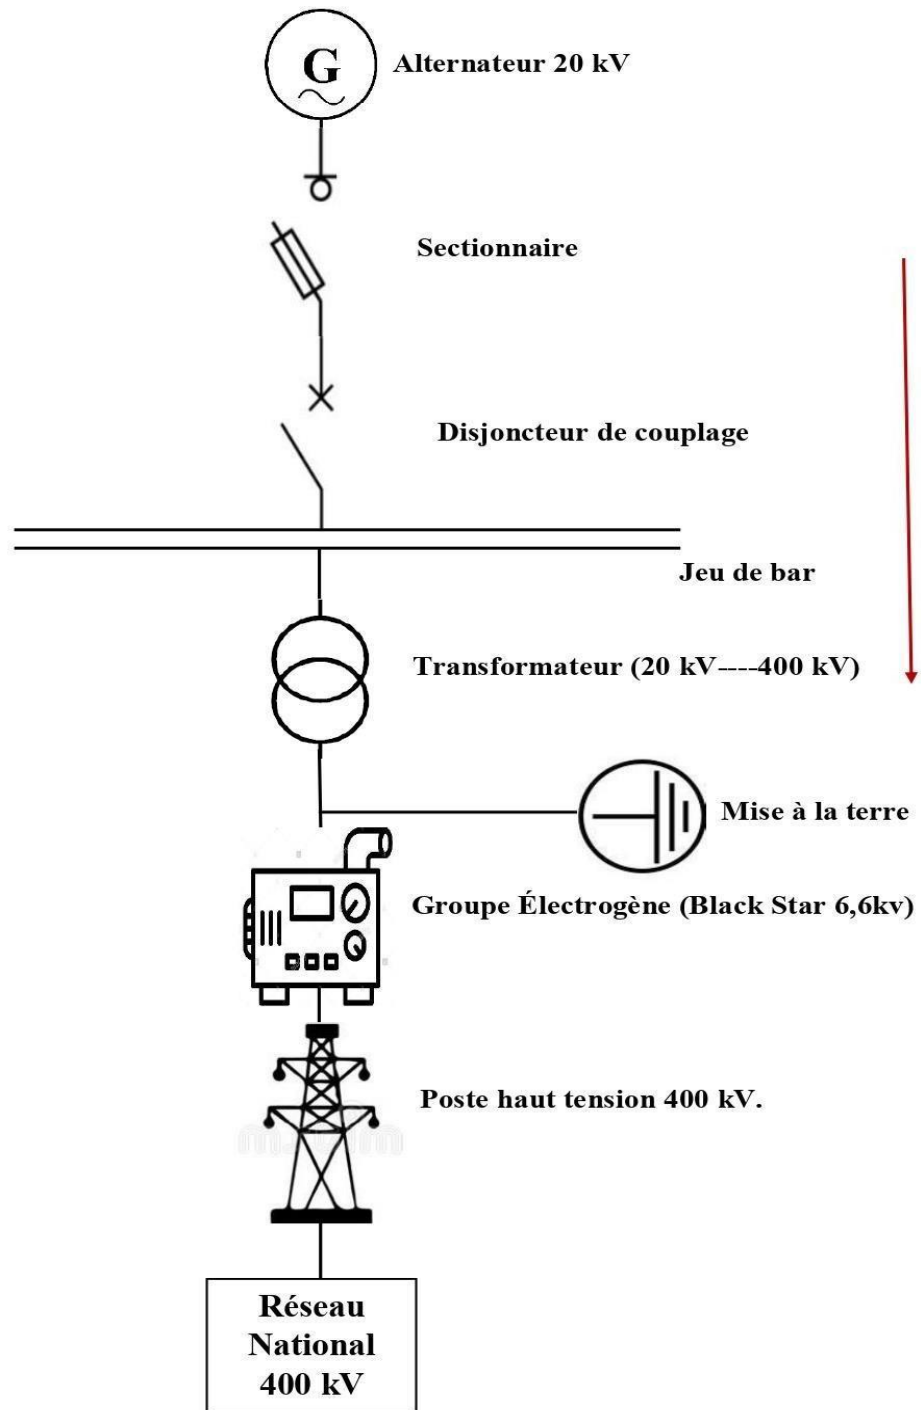 G
Alternateur 20 kV
Sectionnaire
Disjoncteur de couplage
Jeu de bar
Transformateur (20 kV----400 kV)
Mise à la terre
Groupe Électrogène (Black Star 6,6kv)
Poste haut tension 400 kV.
Réseau
National
400 kV